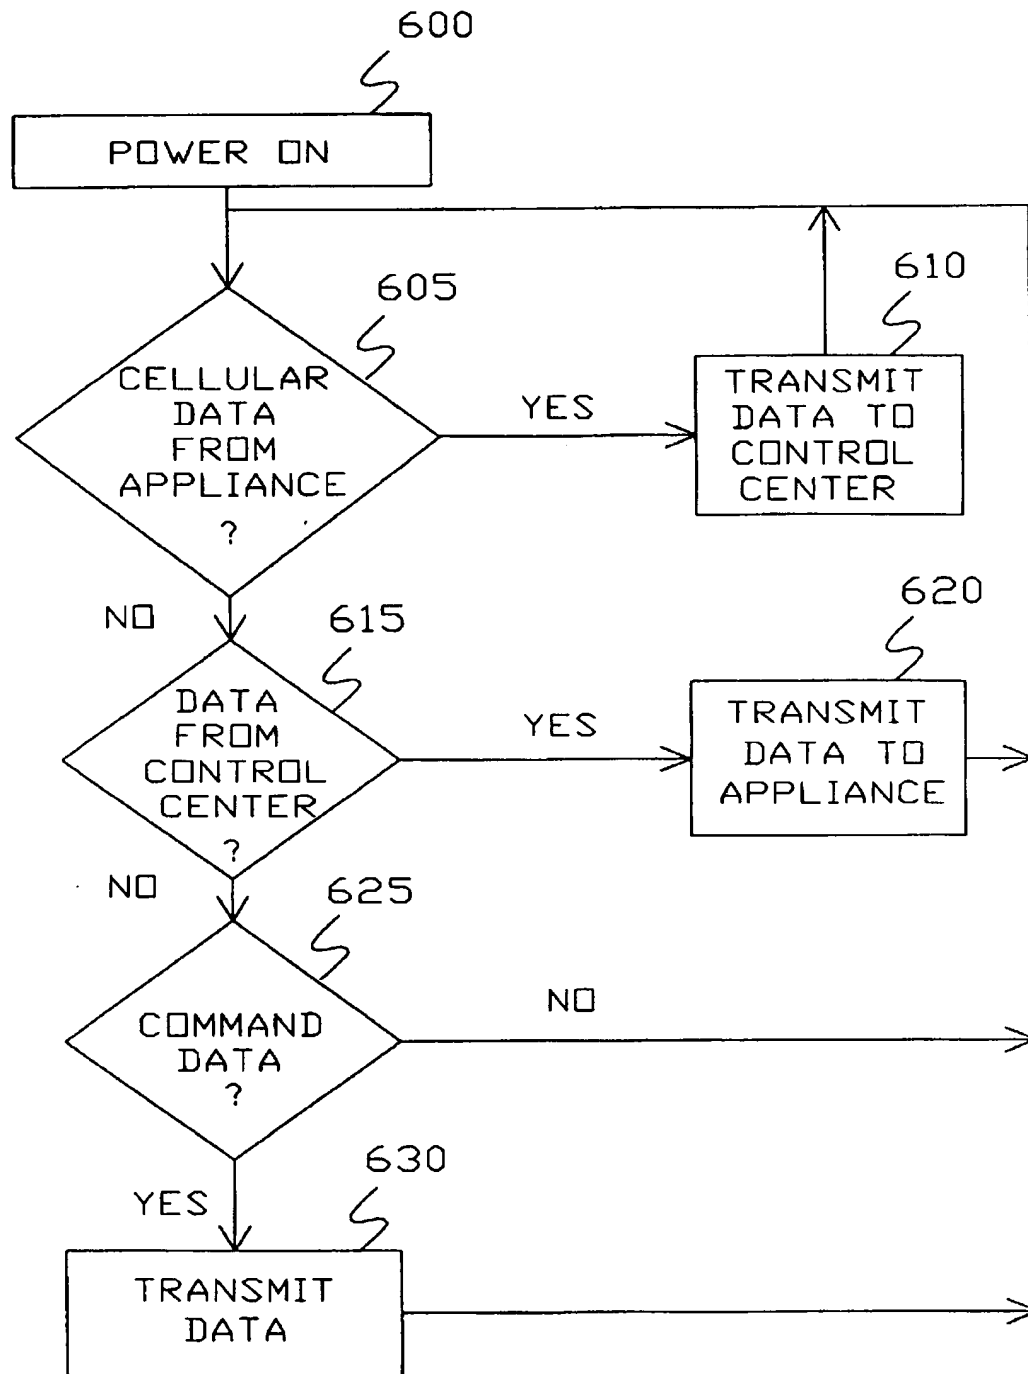 600
POWER ON
605
610
CELLULAR
DATA
FROM
APPLIANCE
?
YES
TRANSMIT
DATA TO
CONTROL
CENTER
NO
615
620
DATA
FROM
CONTROL
CENTER
?
YES
TRANSMIT
DATA TO
APPLIANCE
NO
625
COMMAND
DATA
?
NO
YES
630
TRANSMIT
DATA